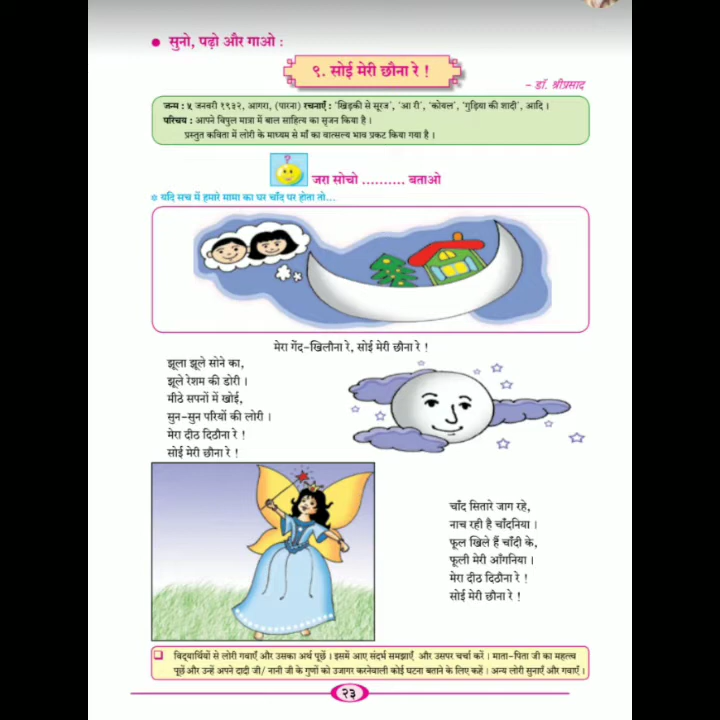 ● सुनो, पढ़ो और गाओ :
९. सोई मेरी छौना रे !
– डॉ. श्रीप्रसाद
जन्म : ५ जनवरी १९३२, आगरा, (पारना) रचनाएँ : 'खिड़की से सूरज', 'आ री', 'कोयल', 'गुड़िया की शादी', आदि ।
परिचय : आपने विपुल मात्रा में बाल साहित्य का सृजन किया है ।
प्रस्तुत कविता में लोरी के माध्यम से माँ का वात्सल्य भाव प्रकट किया गया है ।
?
जरा सोचो .......... बताओ
यदि सच में हमारे मामा का घर चाँद पर होता तो...
मेरा गेंद-खिलौना रे, सोई मेरी छौना रे !
झूला झूले सोने का,
झूले रेशम की डोरी ।
मीठे सपनों में खोई,
सुन-सुन परियों की लोरी ।
मेरा दीठ दिठौना रे !
सोई मेरी छौना रे !
चाँद सितारे जाग रहे,
नाच रही है चाँदनिया ।
फूल खिले हैं चाँदी के,
फूली मेरी आँगनिया ।
मेरा दीठ दिठौना रे !
सोई मेरी छौना रे !
विद्यार्थियों से लोरी गवाएँ और उसका अर्थ पूछें । इसमें आए संदर्भ समझाएँ और उसपर चर्चा करें । माता-पिता जी का महत्त्व
पूछें और उन्हें अपने दादी जी/ नानी जी के गुणों को उजागर करनेवाली कोई घटना बताने के लिए कहें । अन्य लोरी सुनाएँ और गवाएँ ।
२३